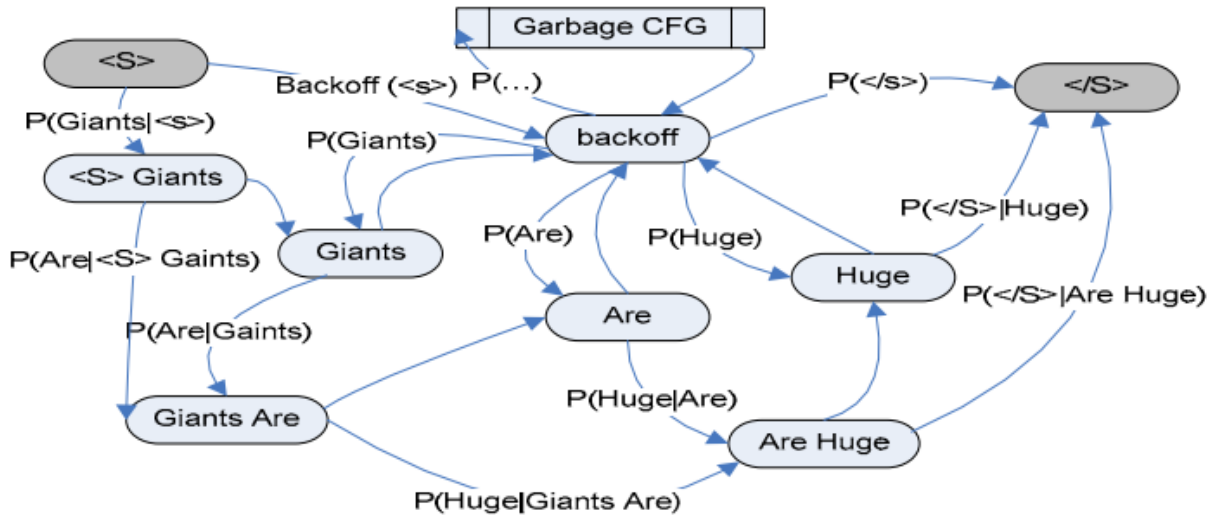 Garbage CFG
<S>
Backoff (<s>)
P(…)
P(</s>)
</S>
P(Giants|<s>)
P(Giants)
backoff
<S> Giants
P(Are|<S> Gaints)
Giants
P(Are)
P(Huge)
P(</S>|Huge)
Huge
P(</S>|Are Huge)
P(Are|Gaints)
Are
Giants Are
P(Huge|Are)
Are Huge
P(Huge|Giants Are)